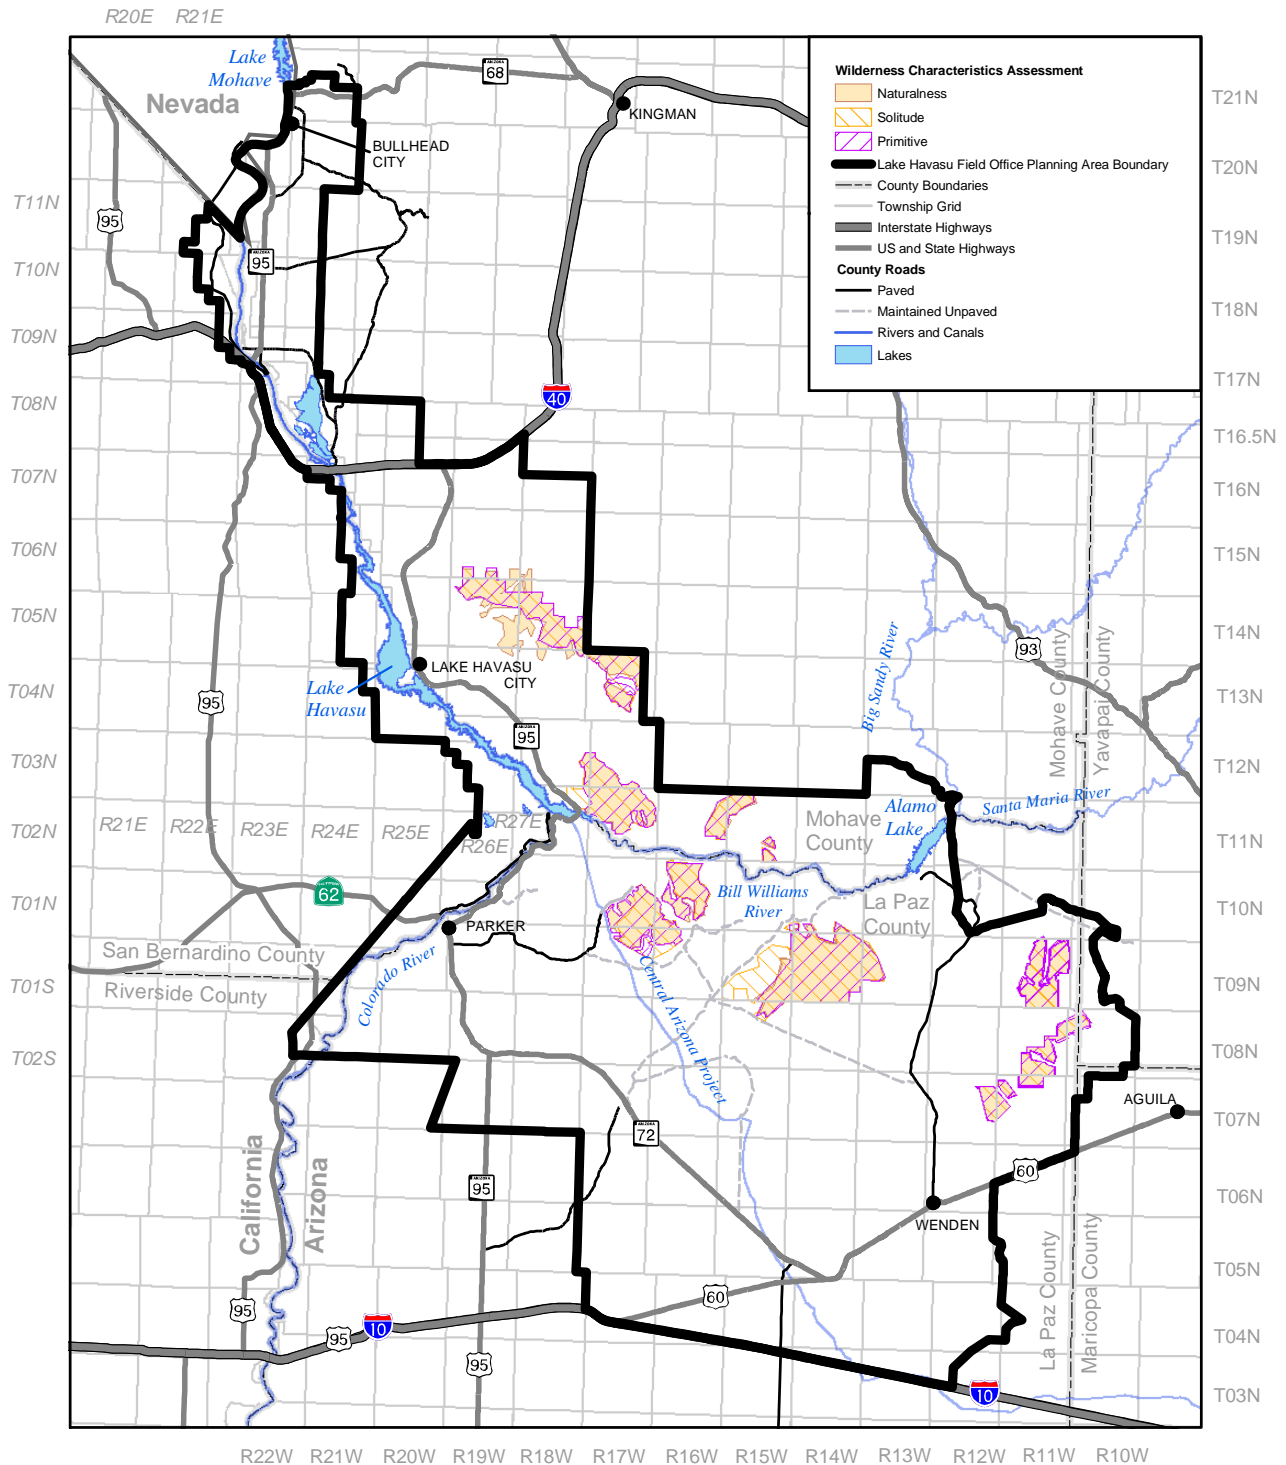 R20E R21E
Lake
Mohave
Nevada
ARIZONA
68
KINGMAN
BULLHEAD
CITY
Wilderness Characteristics Assessment
Naturalness
Solitude
Primitive
Lake Havasu Field Office Planning Area Boundary
County Boundaries
Township Grid
Interstate Highways
US and State Highways
County Roads
Paved
Maintained Unpaved
Rivers and Canals
Lakes
T21N
T20N
T19N
T18N
T17N
T16.5N
T16N
T15N
T14N
T13N
T12N
T11N
T10N
T09N
T08N
T07N
T06N
T05N
T04N
T03N
T11N
T10N
T09N
T08N
T07N
T06N
T05N
T04N
T03N
T02N
T01N
T01S
T02S
95
ARIZONA
95
40
LAKE HAVASU
CITY
Lake
Havasu
95
ARIZONA
95
Big Sandy River
93
Mohave County
Yavapai County
Santa Maria River
Alamo
Lake
Mohave
County
R21E R22E R23E R24E R25E R27E
R26E
62
PARKER
Bill Williams
River
La Paz
County
San Bernardino County
Riverside County
Colorado River
Central Arizona Project
AGUILA
ARIZONA
72
ARIZONA
95
60
WENDEN
California
Arizona
La Paz County
Maricopa County
60
95
10
95
95
10
R22W R21W R20W R19W R18W R17W R16W R15W R14W R13W R12W R11W R10W